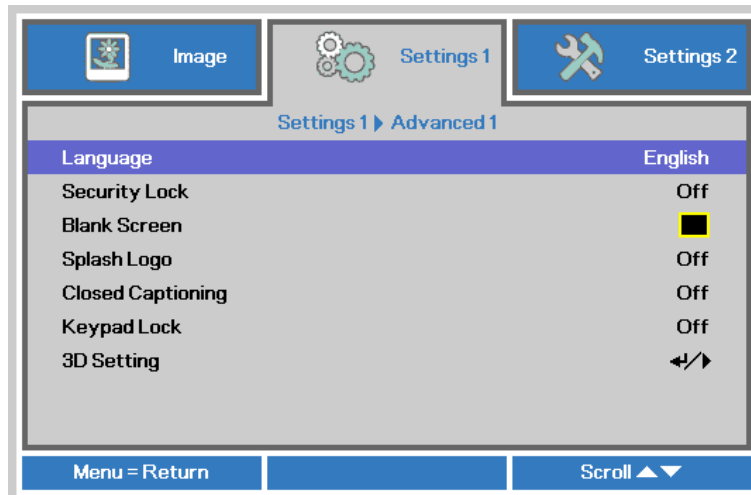 Image
Settings 1
Settings 2
Settings 1 Advanced 1
Language English
Security Lock Off
Blank Screen
Splash Logo Off
Closed Captioning Off
Keypad Lock Off
3D Setting
Menu = Return
Scroll